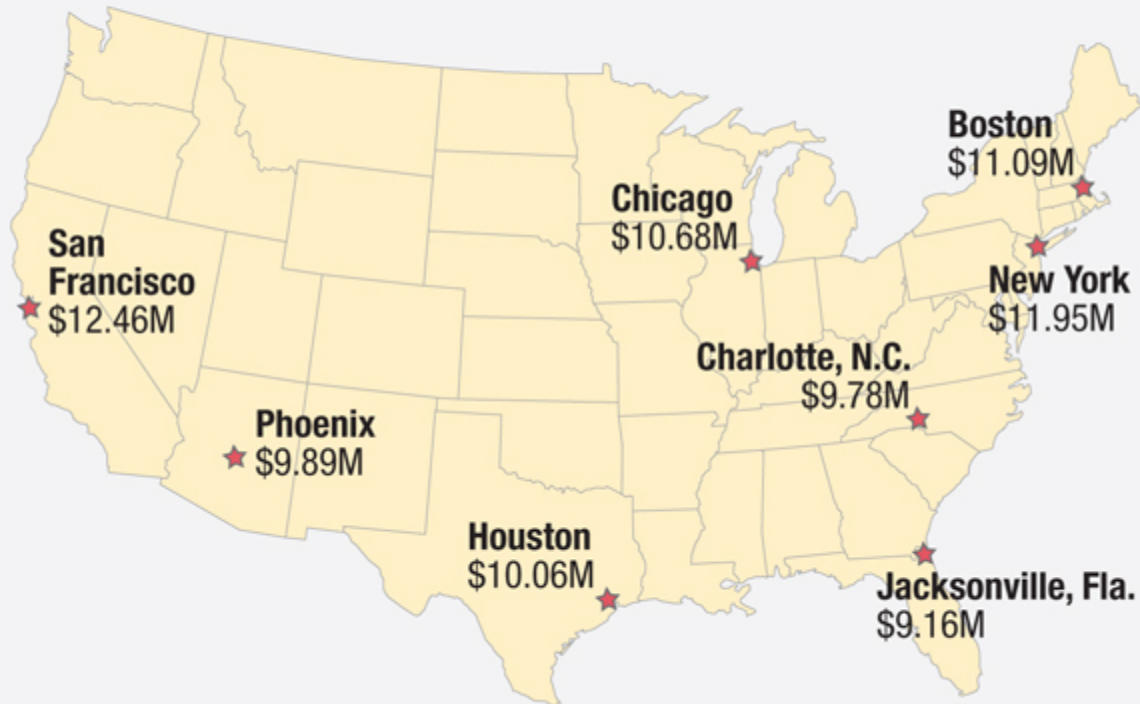 Boston
$11.09M
Chicago
$10.68M
San
Francisco
$12.46M
New York
$11.95M
Charlotte, N.C.
$9.78M
Phoenix
$9.89M
Houston
$10.06M
Jacksonville, Fla.
$9.16M